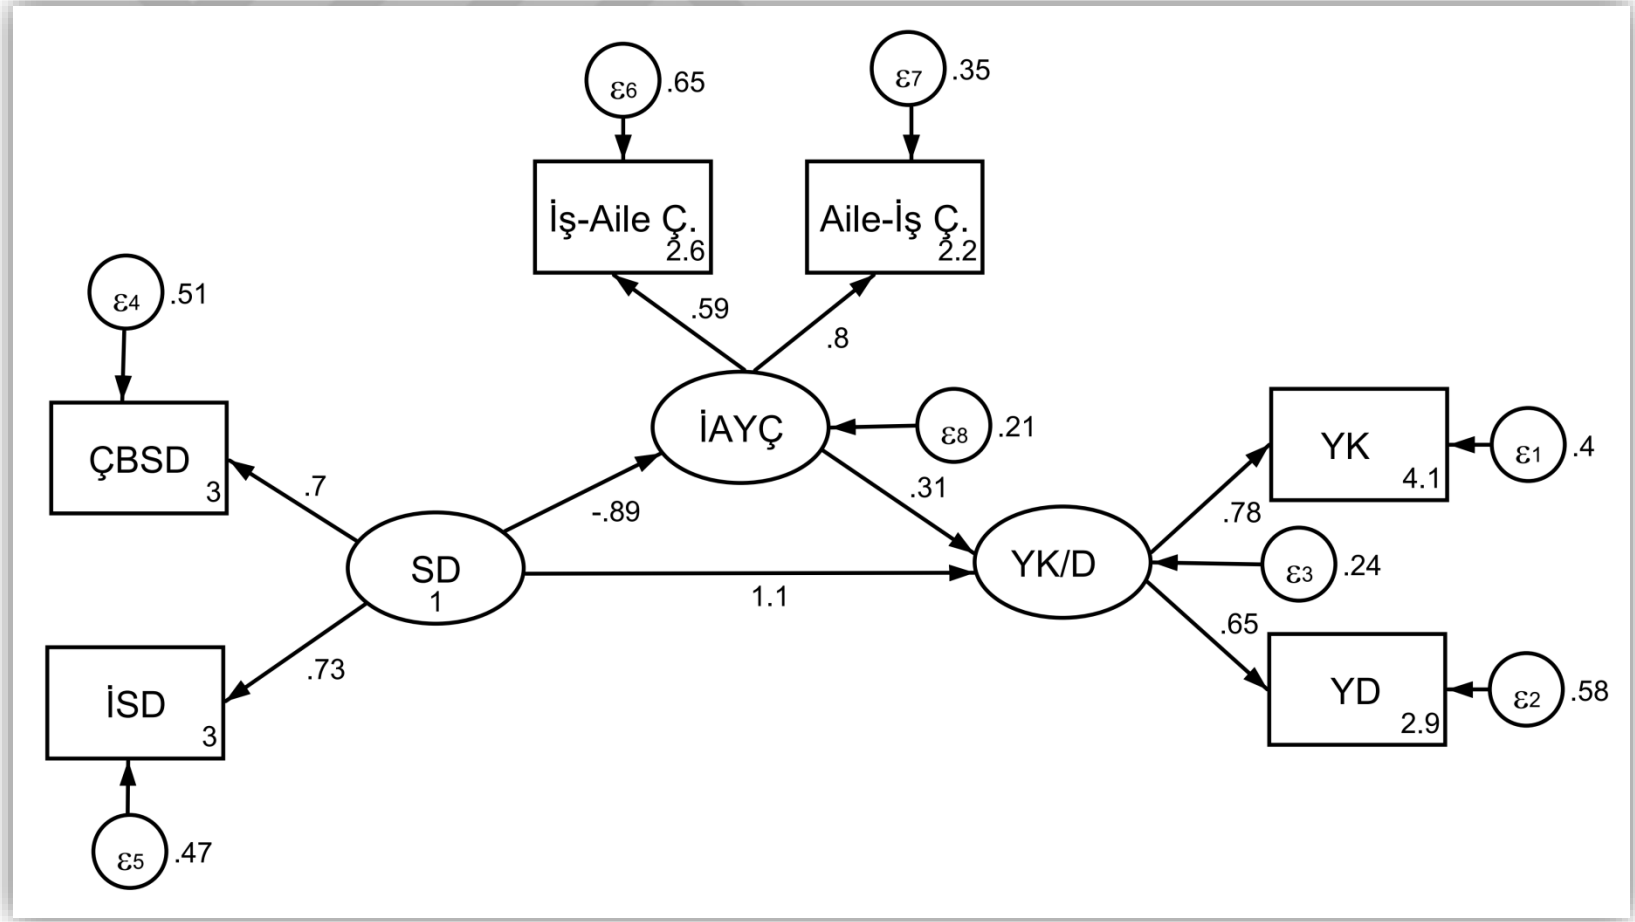 ε6 .65
ε7 .35
İş-Aile Ç.
2.6
Aile-İş Ç.
2.2
ε4 .51
.59
.8
ÇBSD
3
İAYÇ
ε8 .21
YK
4.1
ε1 .4
.7
-.89
.31
.78
SD
1
1.1
YK/D
ε3 .24
.65
İSD
3
.73
YD
2.9
ε2 .58
ε5 .47